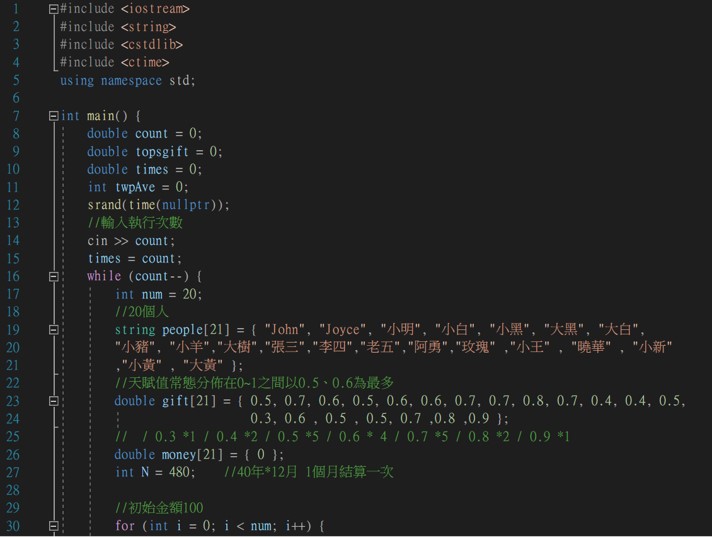 1 #include <iostream>
2 #include <string>
3 #include <cstdlib>
4 #include <ctime>
5 using namespace std;
6
7 int main() {
8 double count = 0;
9 double topsgift = 0;
10 double times = 0;
11 int twpAve = 0;
12 srand(time(nullptr));
13 //輸入執行次數
14 cin >> count;
15 times = count;
16 while (count--) {
17 int num = 20;
18 //20個人
19 string people[21] = { "John", "Joyce", "小明", "小白", "小黑", "大黑", "大白",
20 "小豬", "小羊","大樹","張三","李四","老五","阿勇","玫瑰" ,"小王" , "曉華" , "小新"
21 ,"小黃" , "大黃" };
22 //天賦值常態分佈在0~1之間以0.5、0.6為最多
23 double gift[21] = { 0.5, 0.7, 0.6, 0.5, 0.6, 0.6, 0.7, 0.7, 0.8, 0.7, 0.4, 0.4, 0.5,
24 0.3, 0.6 , 0.5 , 0.5, 0.7 ,0.8 ,0.9 };
25 // / 0.3 *1 / 0.4 *2 / 0.5 *5 / 0.6 * 4 / 0.7 *5 / 0.8 *2 / 0.9 *1
26 double money[21] = { 0 };
27 int N = 480; //40年*12月 1個月結算一次
28
29 //初始金額100
30 for (int i = 0; i < num; i++) {